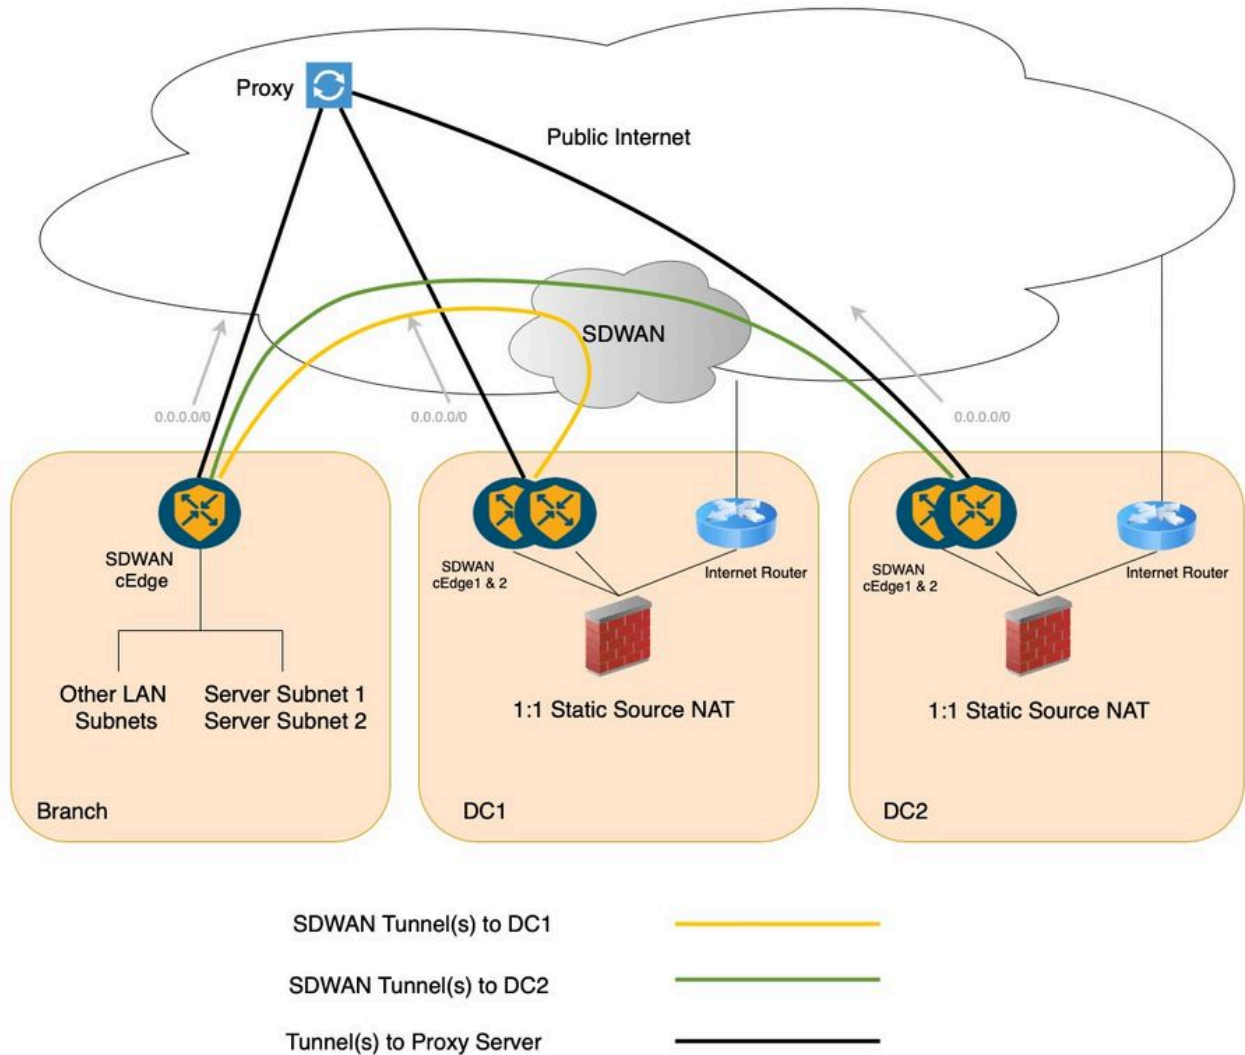 Proxy
Public Internet
SDWAN
0.0.0.0/0
0.0.0.0/0
0.0.0.0/0
SDWAN
cEdge
SDWAN
cEdge1 & 2
Internet Router
SDWAN
cEdge1 & 2
Internet Router
Other LAN
Subnets
Server Subnet 1
Server Subnet 2
1:1 Static Source NAT
1:1 Static Source NAT
Branch
DC1
DC2
SDWAN Tunnel(s) to DC1
SDWAN Tunnel(s) to DC2
Tunnel(s) to Proxy Server